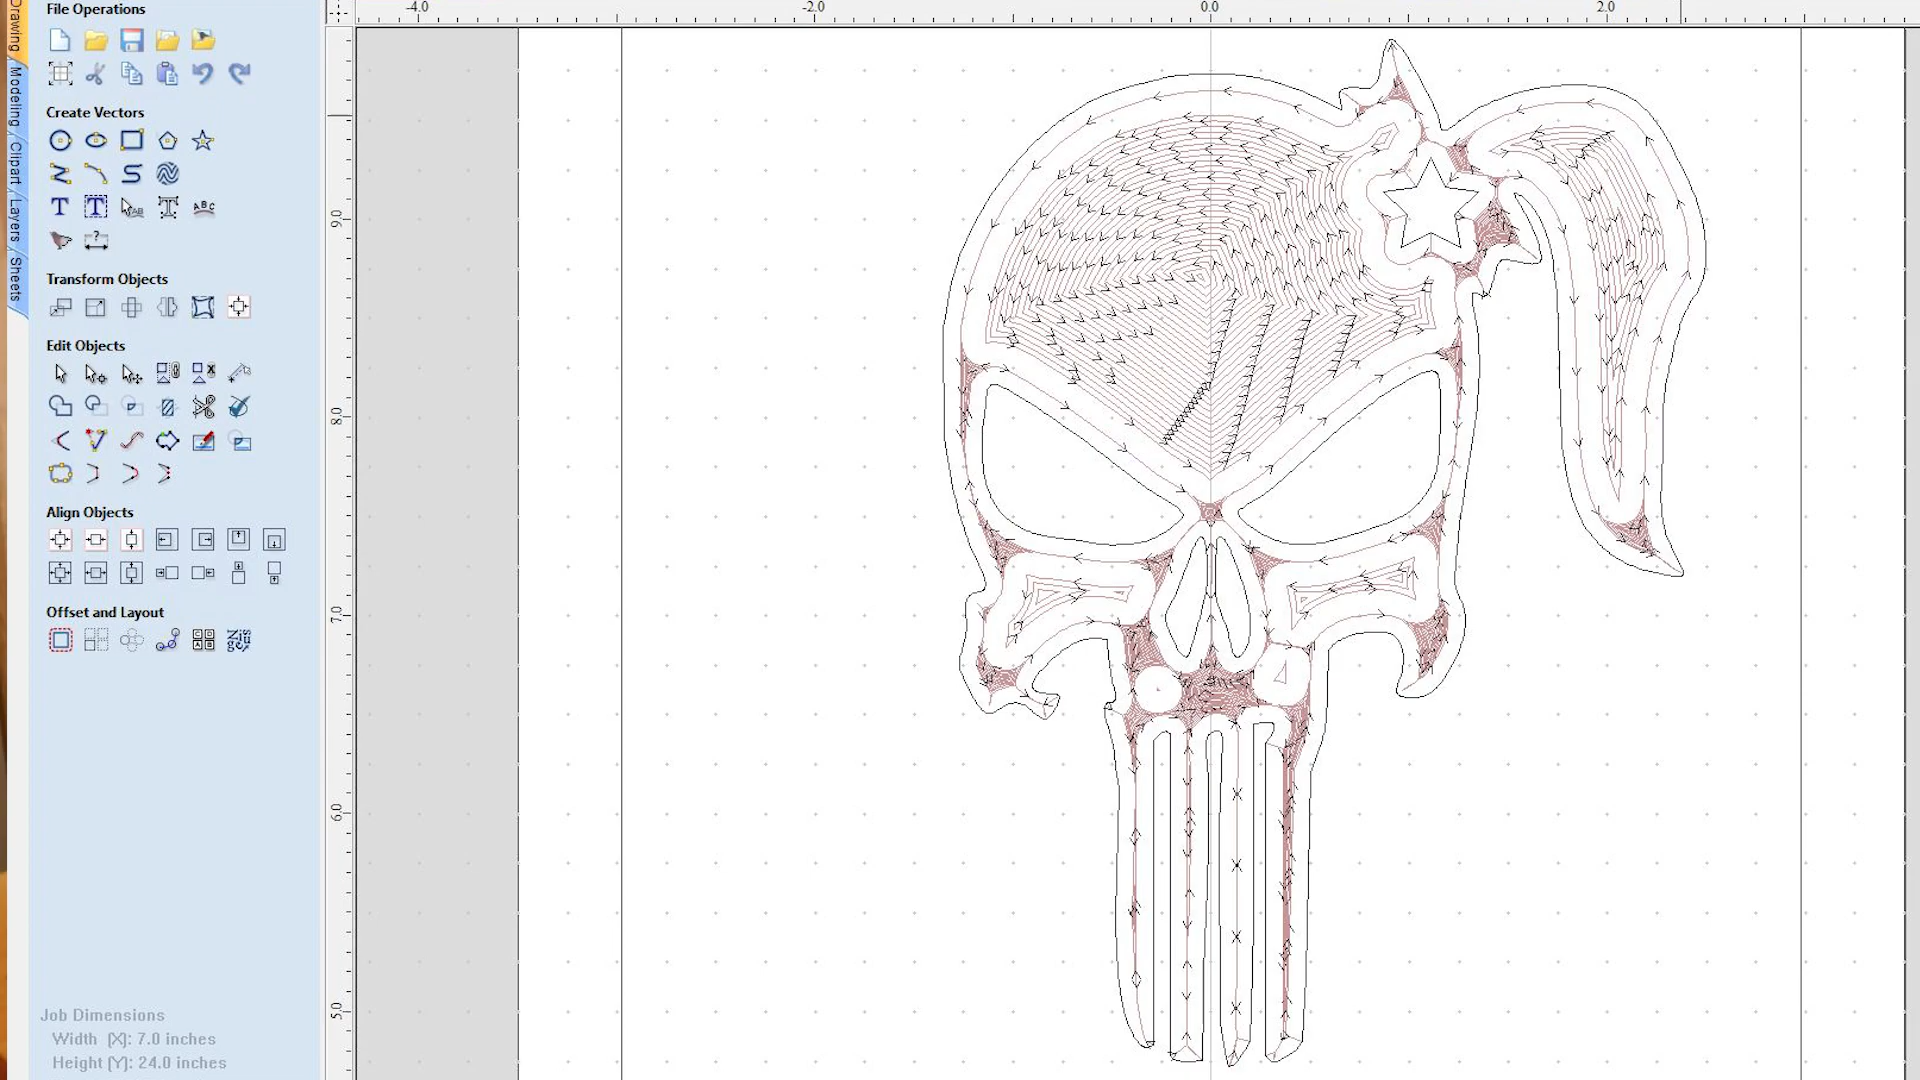 File Operations
Create Vectors
Transform Objects
Edit Objects
Align Objects
Offset and Layout
Job Dimensions
Width (X): 7.0 inches
Height (Y): 24.0 inches
Drawing
Modeling
Clipart
Layers
Sheets
-4.0
-2.0
0.0
2.0
9.0
8.0
7.0
6.0
5.0